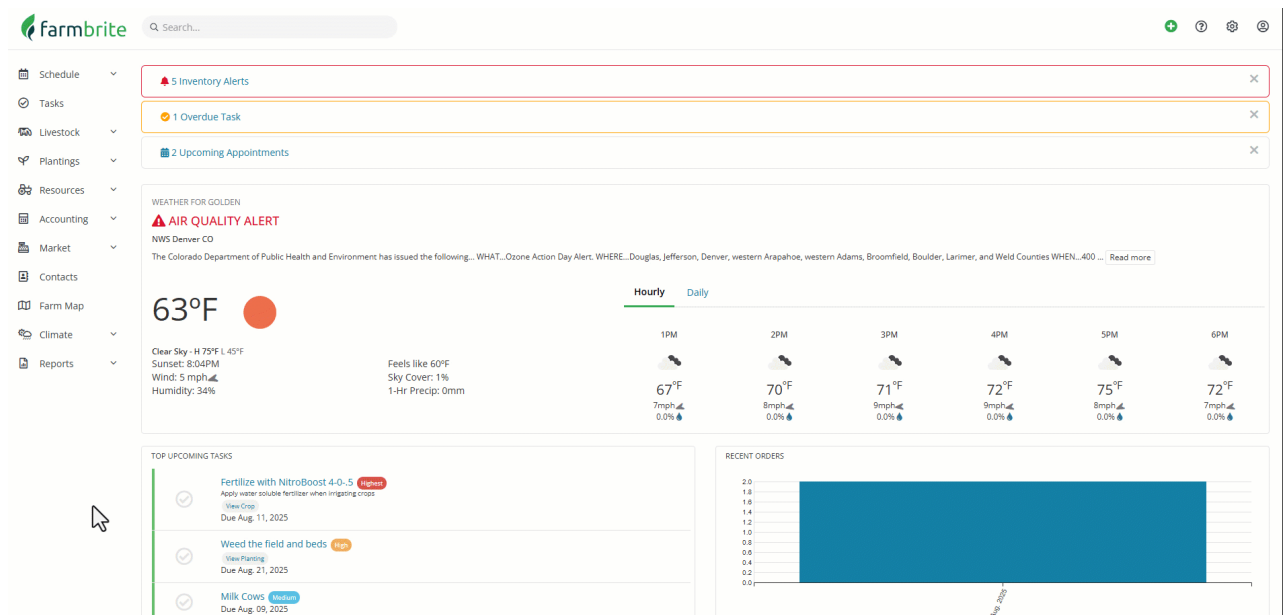 farmbrite
Search...
Schedule
Tasks
Livestock
Plantings
Resources
Accounting
Market
Contacts
Farm Map
Climate
Reports
5 Inventory Alerts
1 Overdue Task
2 Upcoming Appointments
WEATHER FOR GOLDEN
AIR QUALITY ALERT
NWS Denver CO
The Colorado Department of Public Health and Environment has issued the following... WHAT...Ozone Action Day Alert. WHERE...Douglas, Jefferson, Denver, western Arapahoe, western Adams, Broomfield, Boulder, Larimer, and Weld Counties WHEN...400 ... Read more
63°F
Clear Sky - H 75°F L 45°F
Sunset: 8:04PM
Wind: 5 mph
Humidity: 34%
Feels like 60°F
Sky Cover: 1%
1-Hr Precip: 0mm
Hourly Daily
1PM 2PM 3PM 4PM 5PM 6PM
67°F 70°F 71°F 72°F 75°F 72°F
7mph 8mph 9mph 9mph 8mph 7mph
0.0% 0.0% 0.0% 0.0% 0.0% 0.0%
TOP UPCOMING TASKS
Fertilize with NitroBoost 4-0-.5 Highest
Apply water soluble fertilizer when irrigating crops
View Crop
Due Aug. 11, 2025
Weed the field and beds High
View Planting
Due Aug. 21, 2025
Milk Cows Medium
Due Aug. 09, 2025
RECENT ORDERS
2.0
1.8
1.6
1.4
1.2
1.0
0.8
0.6
0.4
0.2
0.0
Aug. 2025